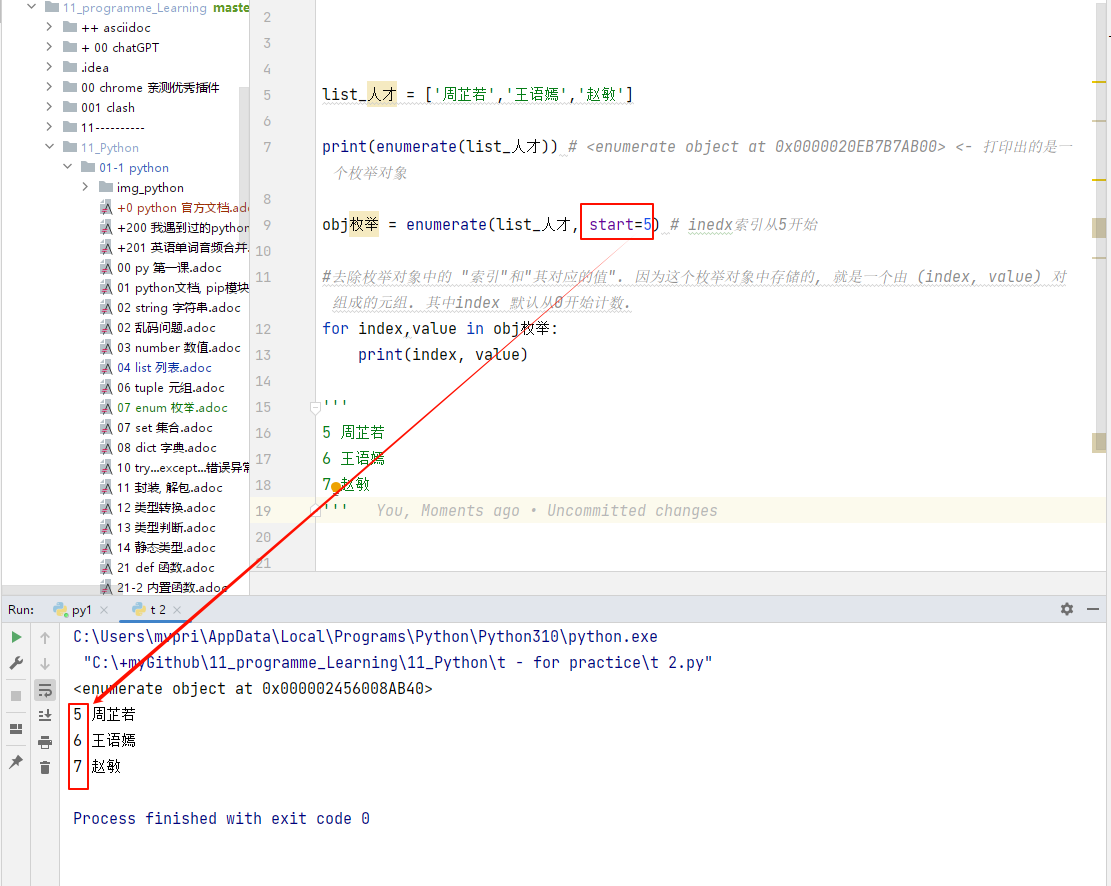 11_programme_Learning maste
++ asciidoc
+ 00 chatGPT
.idea
00 chrome 亲测优秀插件
001 clash
11----------
11_Python
01-1 python
img_python
+0 python 官方文档.ado
+200 我遇到过的python
+201 英语单词音频合并.
00 py 第一课.adoc
01 python文档, pip模块
02 string 字符串.adoc
02 乱码问题.adoc
03 number 数值.adoc
04 list 列表.adoc
06 tuple 元组.adoc
07 enum 枚举.adoc
07 set 集合.adoc
08 dict 字典.adoc
10 try...except...错误异常
11 封装, 解包.adoc
12 类型转换.adoc
13 类型判断.adoc
14 静态类型.adoc
21 def 函数.adoc
21-2 内置函数.adoc
2
3
4
5 list_人才 = ['周芷若','王语嫣','赵敏']
6
7 print(enumerate(list_人才)) # <enumerate object at 0x0000020EB7B7AB00> <- 打印出的是一
个枚举对象
8
9 obj枚举 = enumerate(list_人才, start=5) # inedx索引从5开始
10
11 #去除枚举对象中的 "索引"和"其对应的值". 因为这个枚举对象中存储的, 就是一个由 (index, value) 对
组成的元组. 其中index 默认从0开始计数.
12 for index,value in obj枚举:
13 print(index, value)
14
15 '''
16 5 周芷若
17 6 王语嫣
18 7 赵敏
19 ''' You, Moments ago • Uncommitted changes
20
21
Run: py1 t 2
C:\Users\mypri\AppData\Local\Programs\Python\Python310\python.exe
"C:\+myGithub\11_programme_Learning\11_Python\t - for practice\t 2.py"
<enumerate object at 0x000002456008AB40>
5 周芷若
6 王语嫣
7 赵敏
Process finished with exit code 0